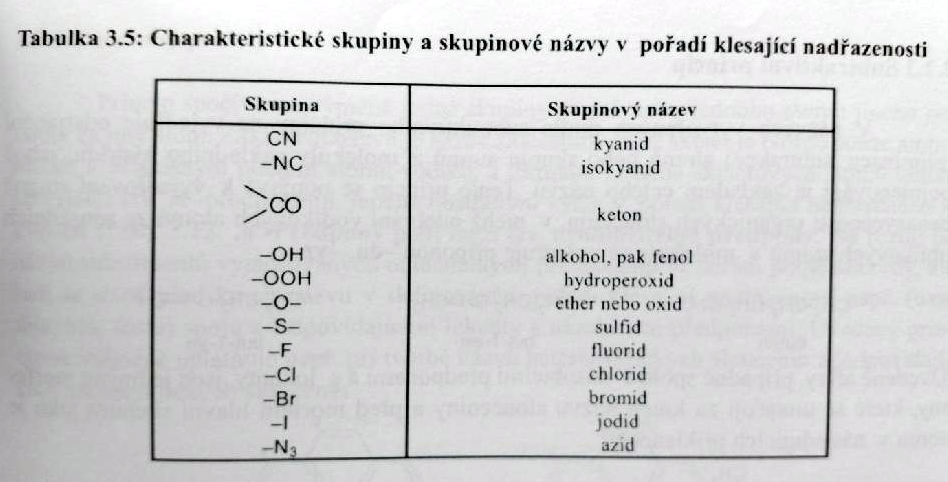 Tabulka 3.5: Charakteristické skupiny a skupinové názvy v pořadí klesající nadřazenosti
Skupina Skupinový název
CN kyanid
–NC isokyanid
>CO keton
–OH alkohol, pak fenol
–OOH hydroperoxid
–O– ether nebo oxid
–S– sulfid
–F fluorid
–Cl chlorid
–Br bromid
–I jodid
–N₃ azid